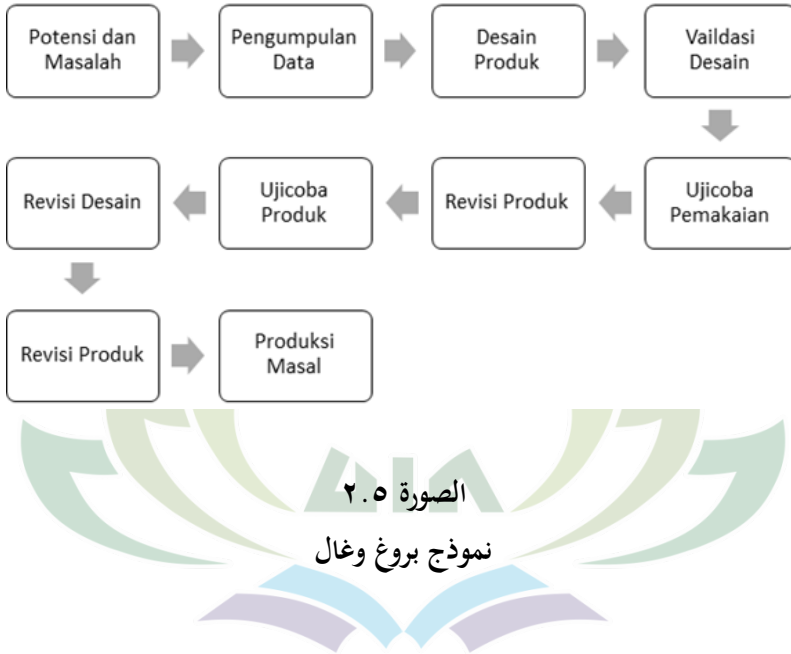 Potensi dan
Masalah
Pengumpulan
Data
Desain
Produk
Vaildasi
Desain
Ujicoba
Pemakaian
Revisi Produk
Ujicoba
Produk
Revisi Desain
Revisi Produk
Produksi
Masal
الصورة ٢.٥
نموذج بروغ وغال